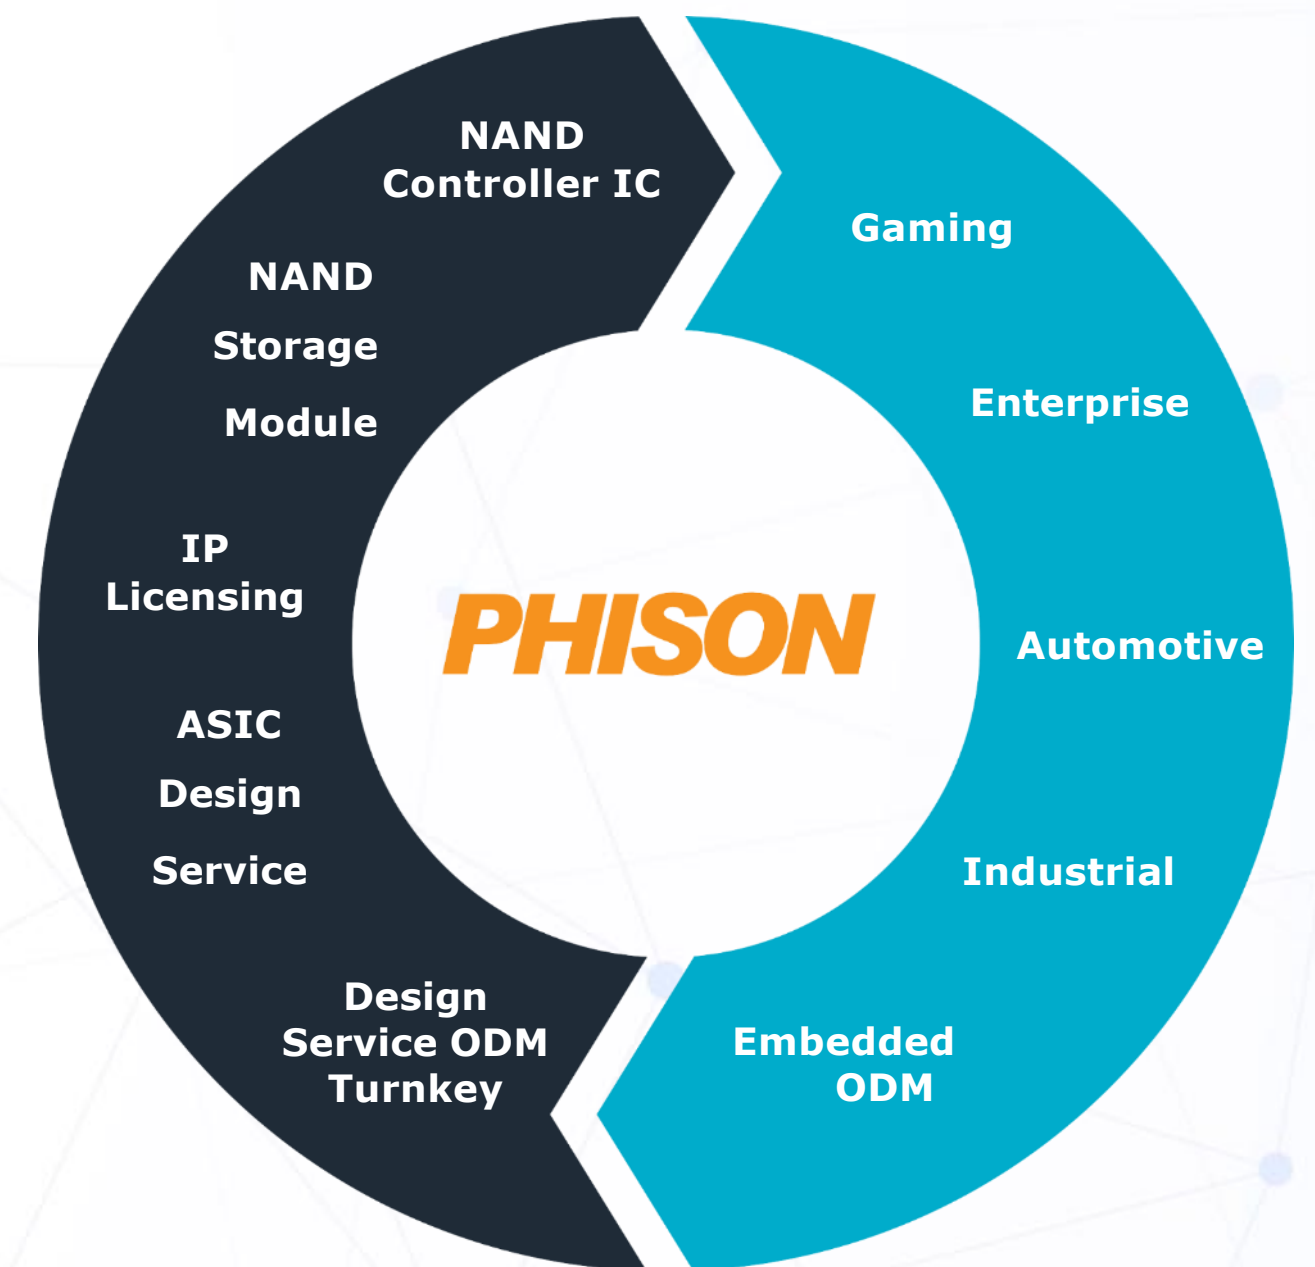 NAND
Controller IC
NAND
Storage
Module
IP
Licensing
ASIC
Design
Service
Design
Service ODM
Turnkey
PHISON
Gaming
Enterprise
Automotive
Industrial
Embedded
ODM